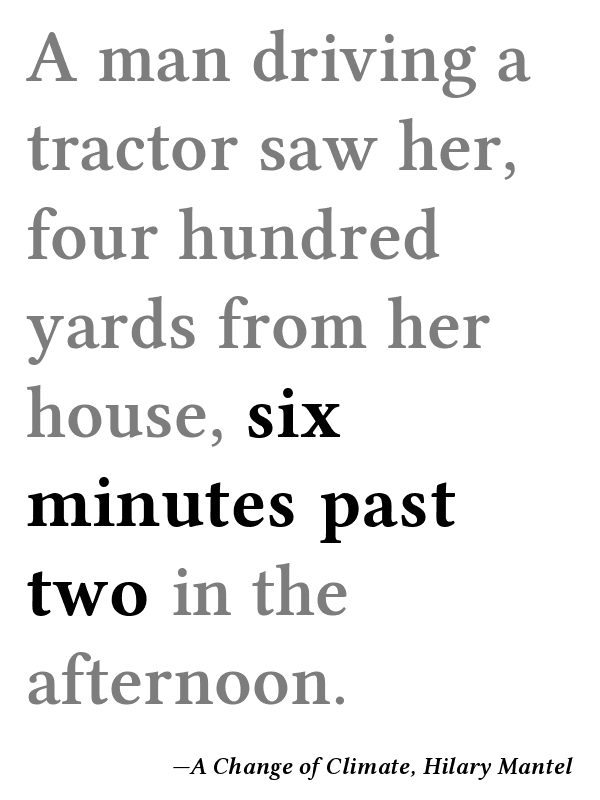 A man driving a
tractor saw her,
four hundred
yards from her
house, six
minutes past
two in the
afternoon.
—A Change of Climate, Hilary Mantel